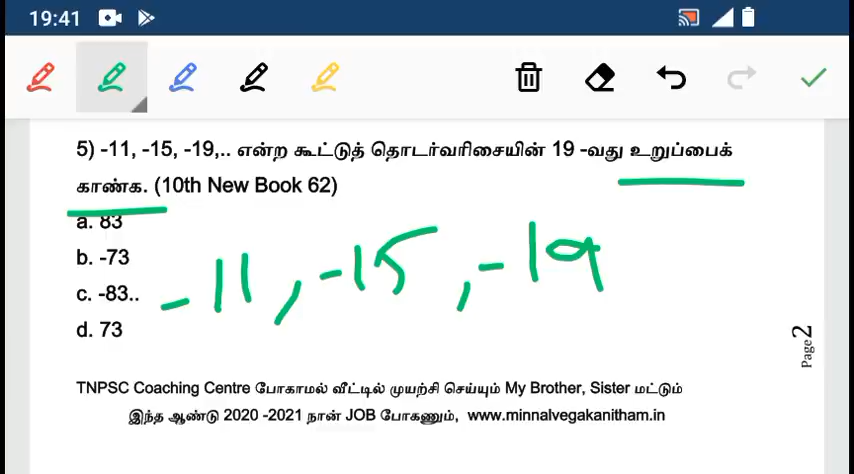 19:41
5) -11, -15, -19,.. என்ற கூட்டுத் தொடர்வரிசையின் 19 -வது உறுப்பைக்
காண்க. (10th New Book 62)
a. 83
b. -73
c. -83..
d. 73
-11, -15, -19
Page 2
TNPSC Coaching Centre போகாமல் வீட்டில் முயற்சி செய்யும் My Brother, Sister மட்டும்
இந்த ஆண்டு 2020 -2021 நான் JOB போகணும், www.minnalvegakanitham.in